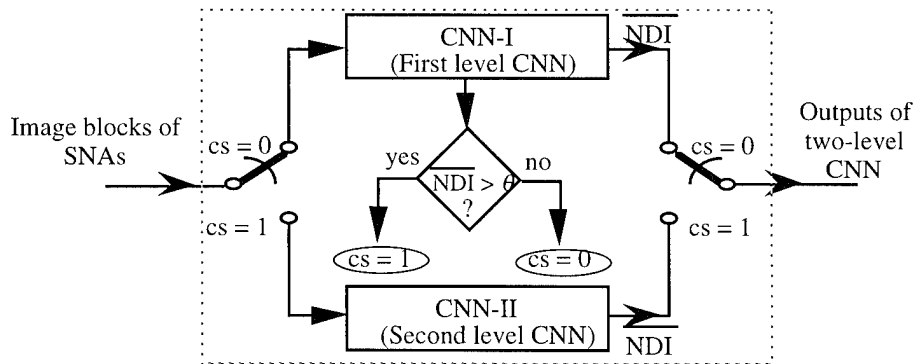 CNN-I
(First level CNN)
NDI
Image blocks of
SNAs
cs = 0
yes
no
NDI > θ
?
cs = 0
Outputs of
two-level
CNN
cs = 1
cs = 1
cs = 0
cs = 1
CNN-II
(Second level CNN)
NDI